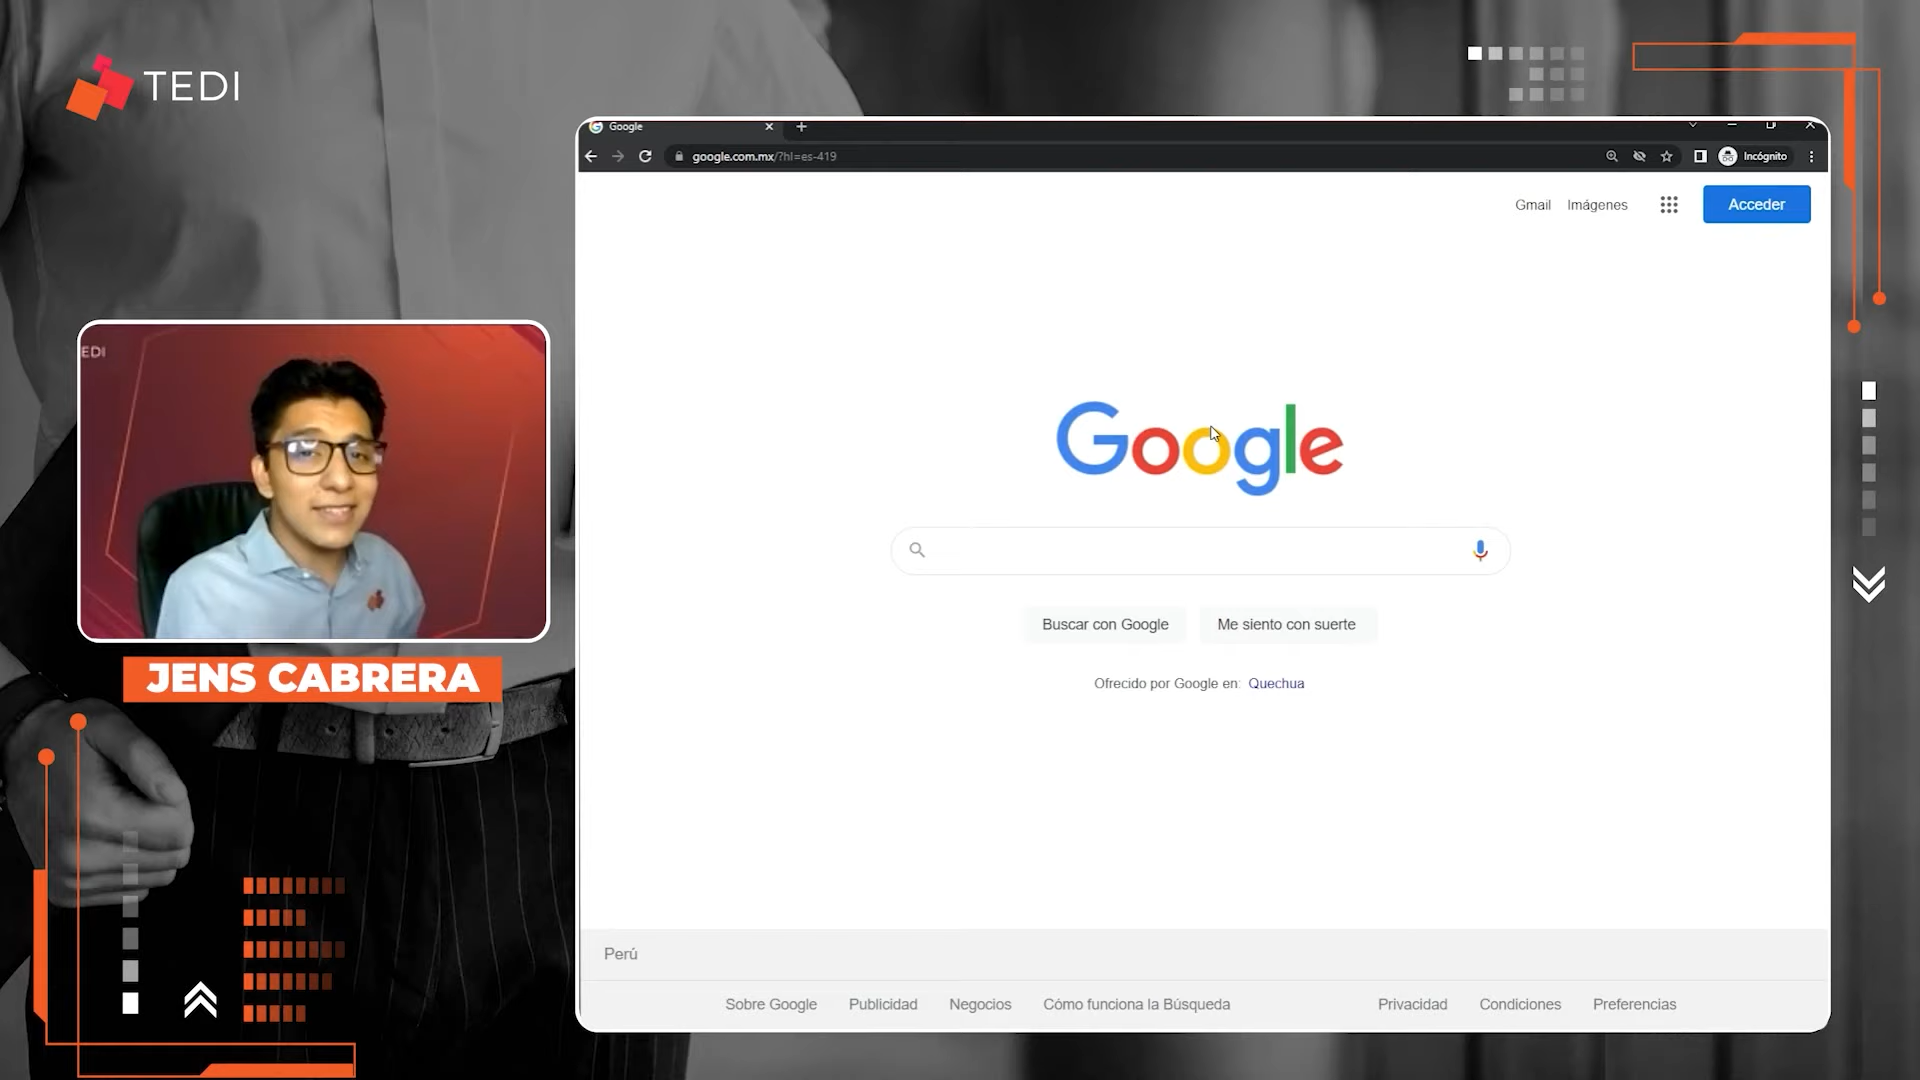 TEDI
Google
google.com.mx/?hl=es-419
Incógnito
Gmail Imágenes
Acceder
EDI
Google
Buscar con Google
Me siento con suerte
Ofrecido por Google en: Quechua
JENS CABRERA
Perú
Sobre Google Publicidad Negocios Cómo funciona la Búsqueda Privacidad Condiciones Preferencias